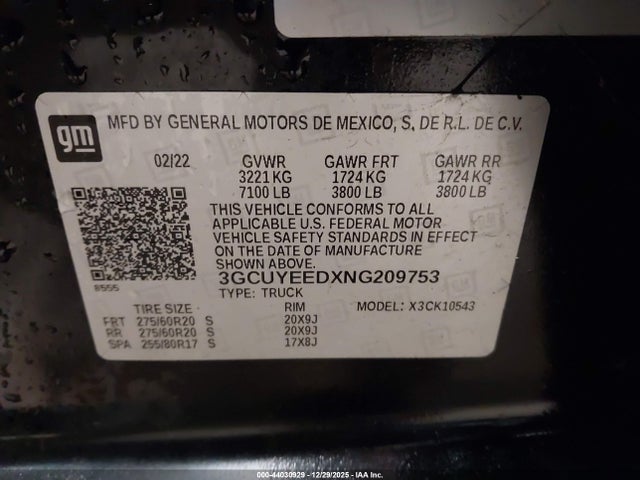 gm
MFD BY GENERAL MOTORS DE MEXICO, S, DE R.L. DE C.V.
02/22 GVWR GAWR FRT GAWR RR
3221 KG 1724 KG 1724 KG
7100 LB 3800 LB 3800 LB
THIS VEHICLE CONFORMS TO ALL
APPLICABLE U.S. FEDERAL MOTOR
VEHICLE SAFETY STANDARDS IN EFFECT
ON THE DATE OF MANUFACTURE
SHOWN ABOVE.
8555
3GCUYEEDXNG209753
TYPE: TRUCK MODEL: X3CK10543
TIRE SIZE RIM
FRT 275/60R20 S 20X9J
RR 275/60R20 S 20X9J
SPA 255/80R17 S 17X8J
000-44030929 - 12/29/2025 - IAA Inc.